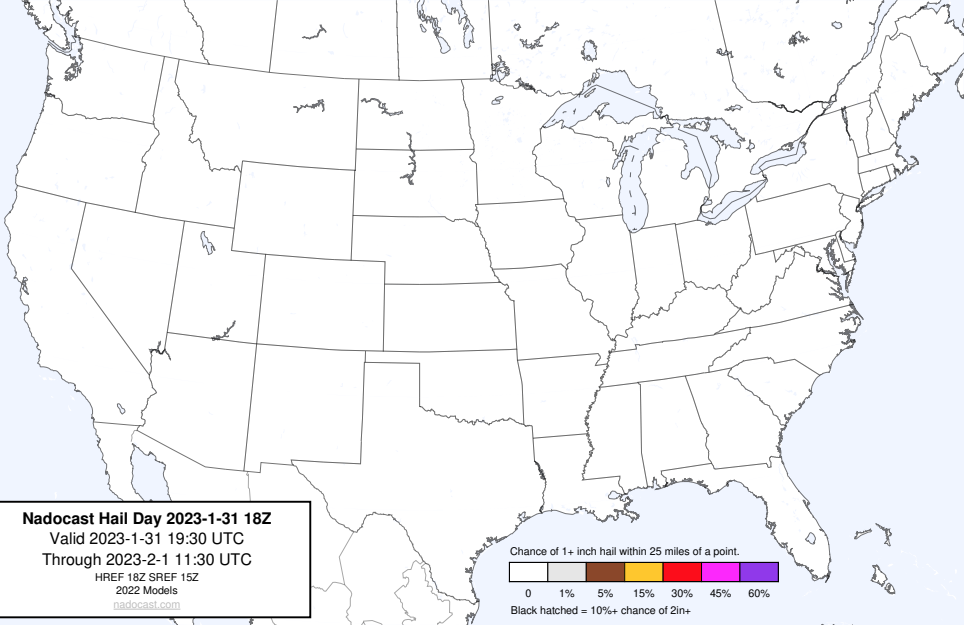 Nadocast Hail Day 2023-1-31 18Z
Valid 2023-1-31 19:30 UTC
Through 2023-2-1 11:30 UTC
HREF 18Z SREF 15Z
2022 Models
nadocast.com
Chance of 1+ inch hail within 25 miles of a point.
0 1% 5% 15% 30% 45% 60%
Black hatched = 10%+ chance of 2in+